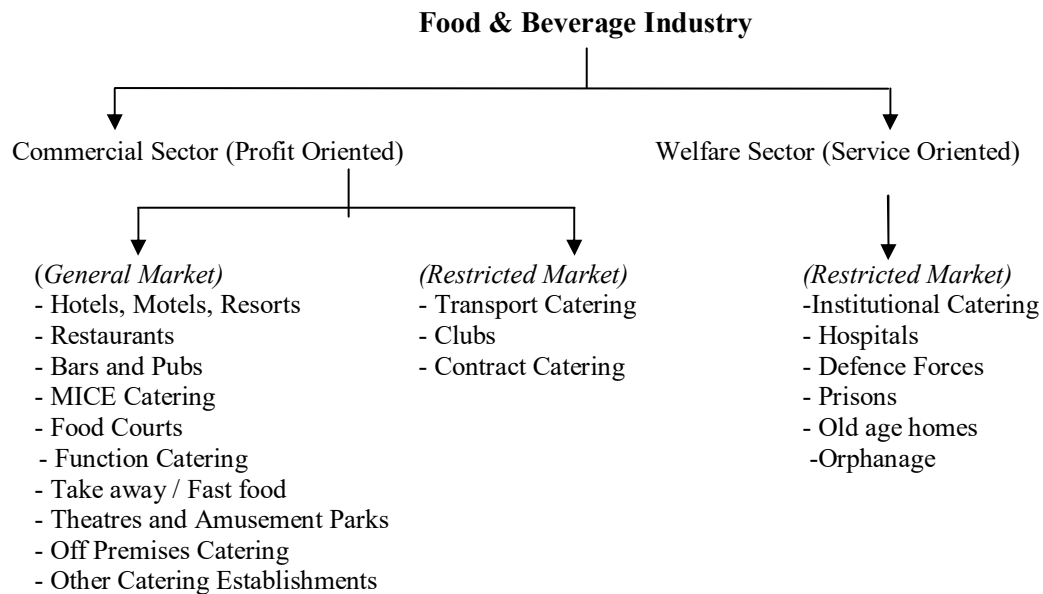 Food & Beverage Industry
Commercial Sector (Profit Oriented)
Welfare Sector (Service Oriented)
(General Market)
- Hotels, Motels, Resorts
- Restaurants
- Bars and Pubs
- MICE Catering
- Food Courts
- Function Catering
- Take away / Fast food
- Theatres and Amusement Parks
- Off Premises Catering
- Other Catering Establishments
(Restricted Market)
- Transport Catering
- Clubs
- Contract Catering
(Restricted Market)
-Institutional Catering
- Hospitals
- Defence Forces
- Prisons
- Old age homes
-Orphanage